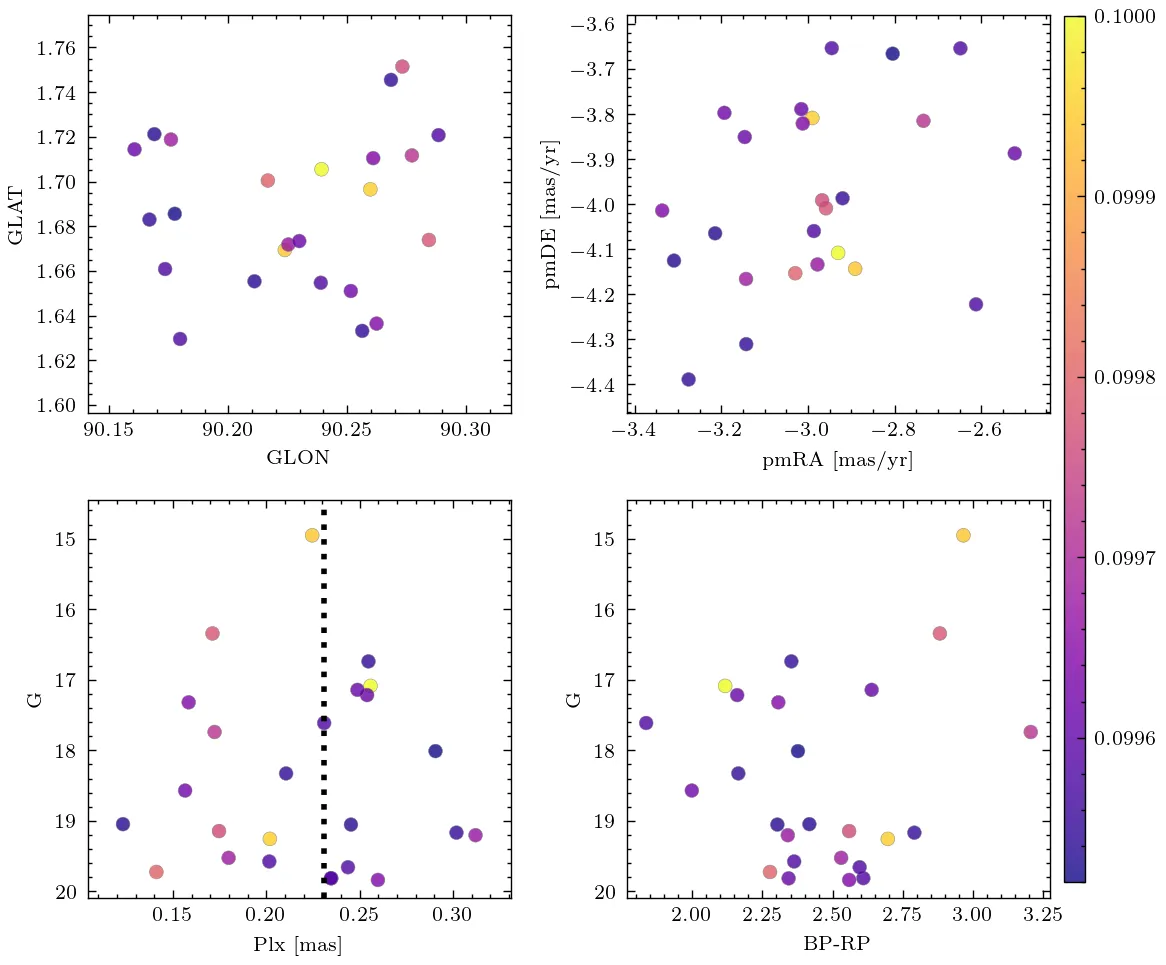 1.76
1.74
1.72
1.70
1.68
1.66
1.64
1.62
1.60
GLAT
90.15 90.20 90.25 90.30
GLON
−3.6
−3.7
−3.8
−3.9
−4.0
−4.1
−4.2
−4.3
−4.4
pmDE [mas/yr]
−3.4 −3.2 −3.0 −2.8 −2.6
pmRA [mas/yr]
0.1000
0.0999
0.0998
0.0997
0.0996
15
16
17
18
19
20
G
0.15 0.20 0.25 0.30
Plx [mas]
15
16
17
18
19
20
G
2.00 2.25 2.50 2.75 3.00 3.25
BP-RP